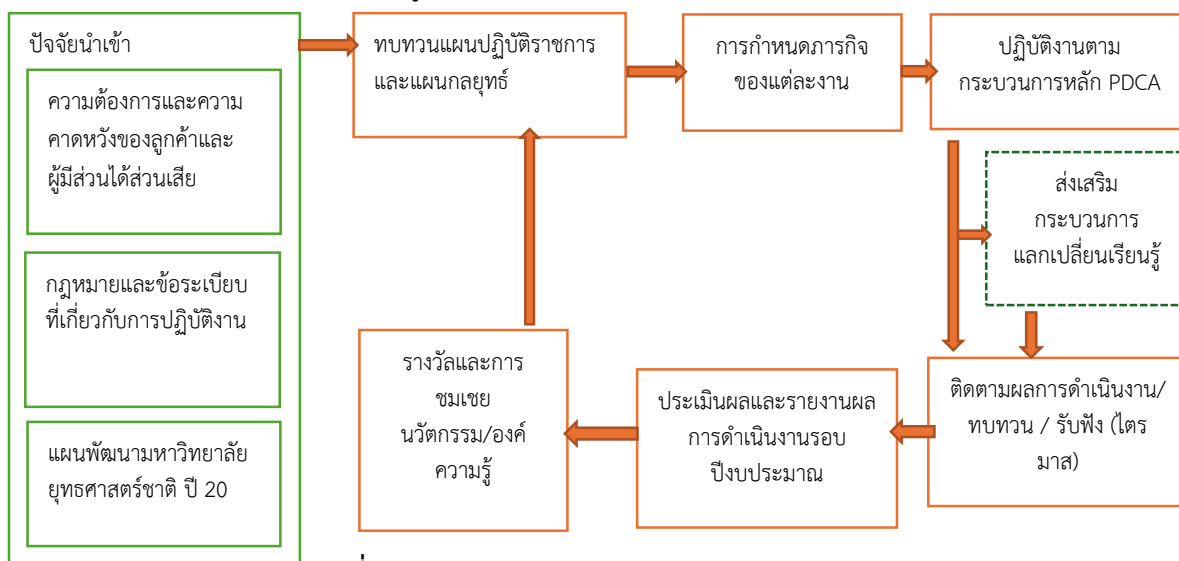 ปัจจัยนำเข้า
ความต้องการและความ
คาดหวังของลูกค้าและ
ผู้มีส่วนได้ส่วนเสีย
กฎหมายและข้อระเบียบ
ที่เกี่ยวกับการปฏิบัติงาน
แผนพัฒนามหาวิทยาลัย
ยุทธศาสตร์ชาติ ปี 20
ทบทวนแผนปฏิบัติราชการ
และแผนกลยุทธ์
การกำหนดภารกิจ
ของแต่ละงาน
ปฏิบัติงานตาม
กระบวนการหลัก PDCA
ส่งเสริม
กระบวนการ
แลกเปลี่ยนเรียนรู้
ติดตามผลการดำเนินงาน/
ทบทวน / รับฟัง (ไตร
มาส)
ประเมินผลและรายงานผล
การดำเนินงานรอบ
ปีงบประมาณ
รางวัลและการ
ชมเชย
นวัตกรรม/องค์
ความรู้